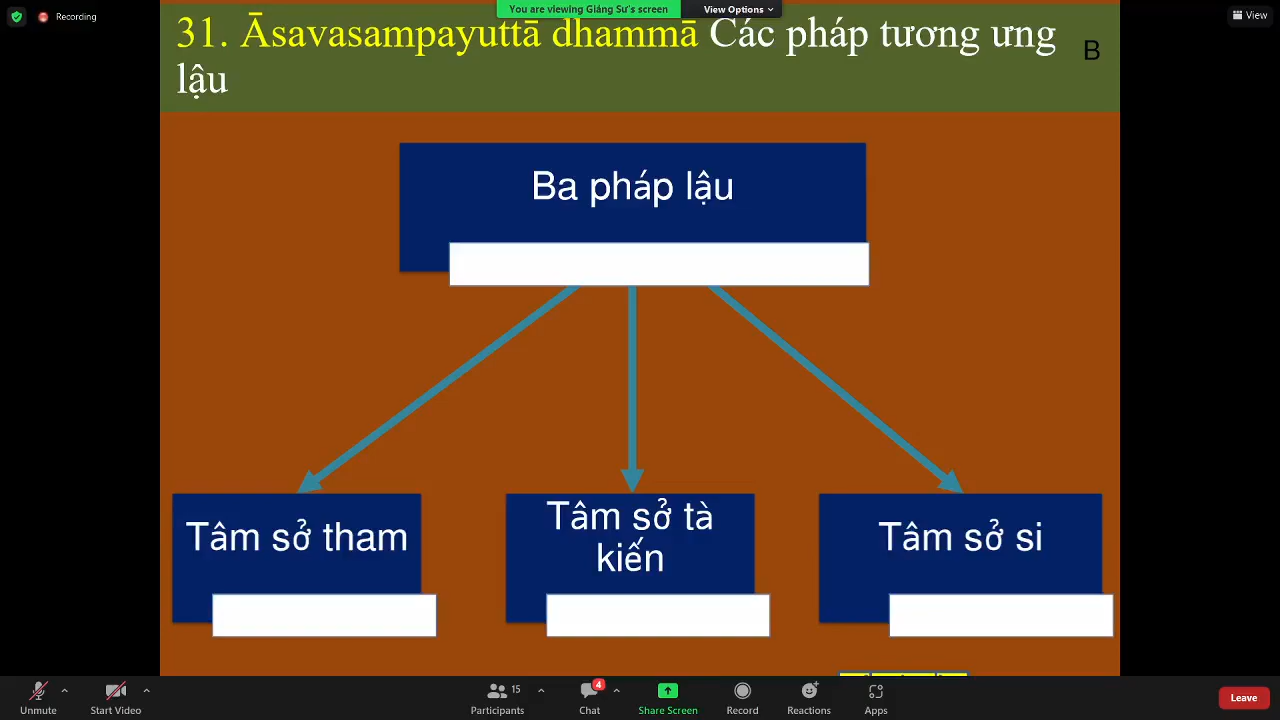 You are viewing Giảng Sư's screen
View Options
Recording
View
31. Āsavasampayuttā dhammā Các pháp tương ưng
lậu
B
Ba pháp lậu
Tâm sở tham
Tâm sở tà
kiến
Tâm sở si
Unmute
Start Video
15
Participants
4
Chat
Share Screen
Record
Reactions
Apps
Leave